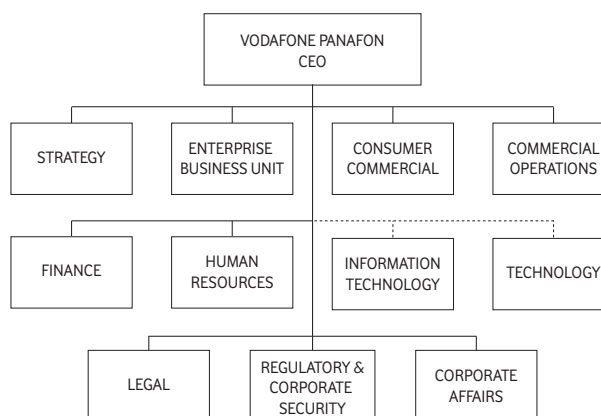 VODAFONE PANAFON
CEO
STRATEGY
ENTERPRISE
BUSINESS UNIT
CONSUMER
COMMERCIAL
COMMERCIAL
OPERATIONS
FINANCE
HUMAN
RESOURCES
INFORMATION
TECHNOLOGY
TECHNOLOGY
LEGAL
REGULATORY &
CORPORATE
SECURITY
CORPORATE
AFFAIRS